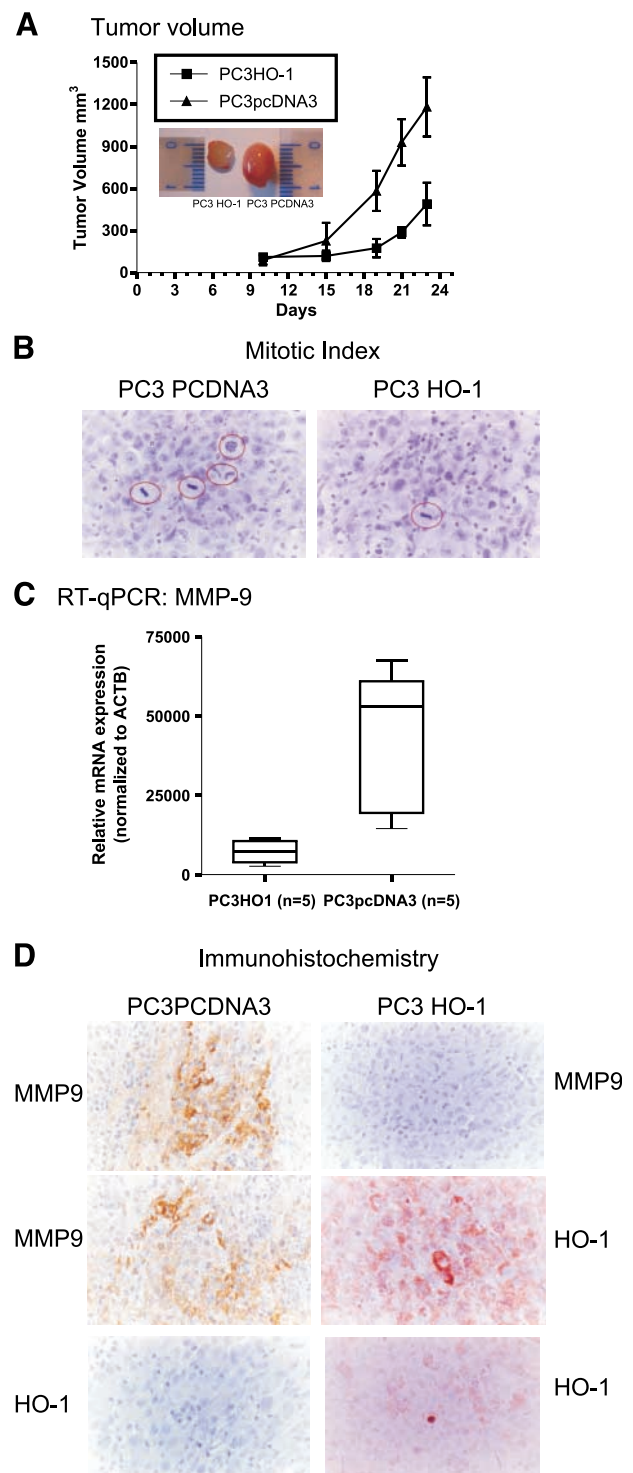 A Tumor volume
PC3HO-1
PC3pcDNA3
Tumor Volume mm3
1500
1200
900
600
300
0
PC3 HO-1 PC3 PCDNA3
0 3 6 9 12 15 18 21 24
Days
B Mitotic Index
PC3 PCDNA3 PC3 HO-1
C RT-qPCR: MMP-9
Relative mRNA expression
(normalized to ACTB)
75000
50000
25000
0
PC3HO1 (n=5) PC3pcDNA3 (n=5)
D Immunohistochemistry
PC3PCDNA3 PC3 HO-1
MMP9 MMP9
MMP9 HO-1
HO-1 HO-1